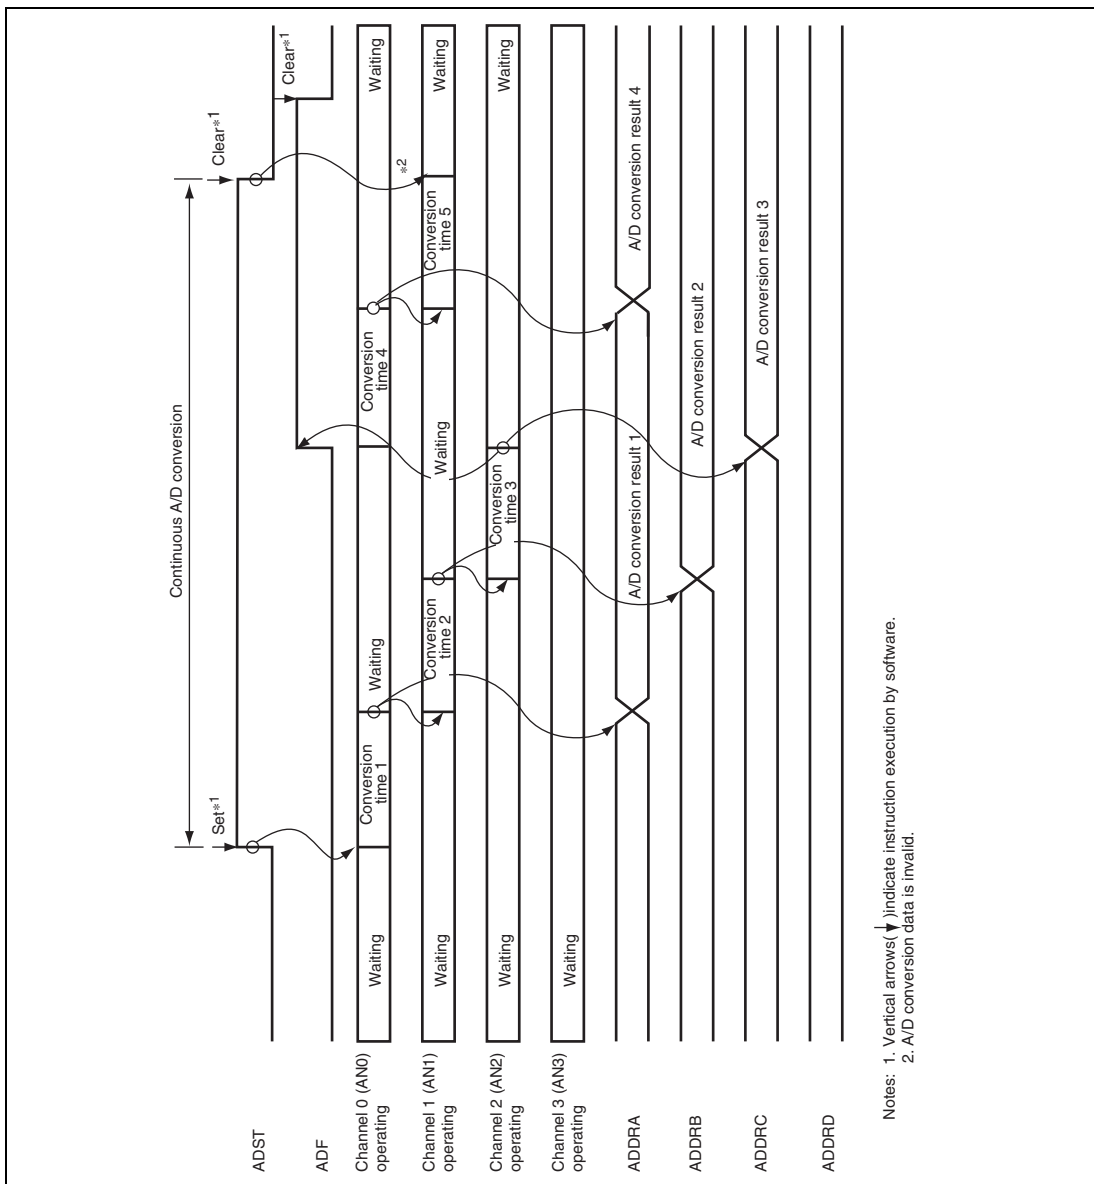 Continuous A/D conversion
Set*1
Clear*1
Clear*1
ADST
ADF
Channel 0 (AN0)
operating
Waiting
Conversion
time 1
Waiting
Conversion
time 4
Waiting
Channel 1 (AN1)
operating
Waiting
Conversion
time 2
Waiting
Conversion
time 5
*2
Waiting
Channel 2 (AN2)
operating
Waiting
Conversion
time 3
Waiting
Channel 3 (AN3)
operating
Waiting
ADDRA
A/D conversion result 1
A/D conversion result 4
ADDRB
A/D conversion result 2
ADDRC
A/D conversion result 3
ADDRD
Notes: 1. Vertical arrows(↓)indicate instruction execution by software.
2. A/D conversion data is invalid.